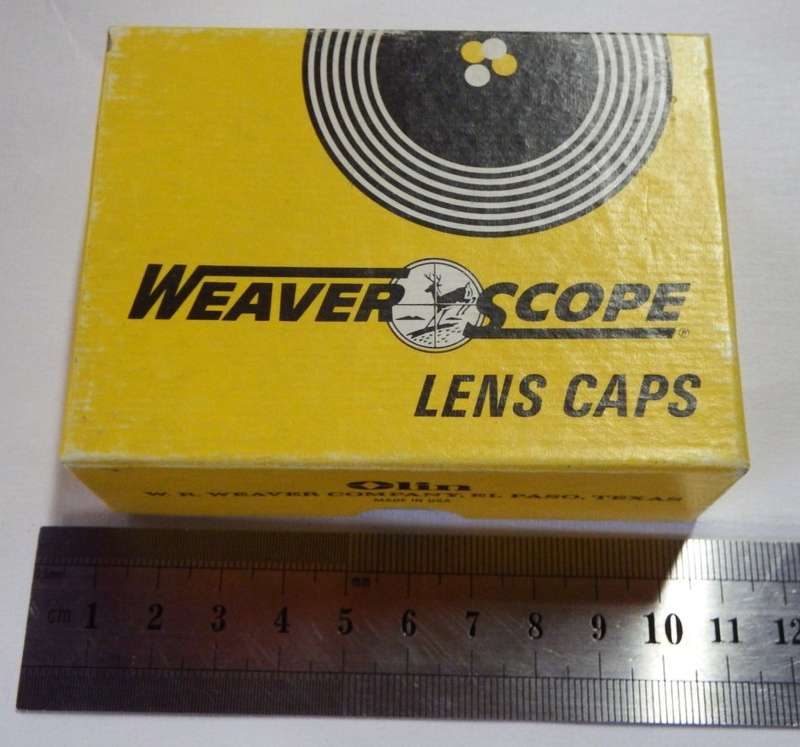 WEAVER SCOPE ®
LENS CAPS
Olin
W. R. WEAVER COMPANY, EL PASO, TEXAS
MADE IN USA
mm
cm 1 2 3 4 5 6 7 8 9 10 11 12